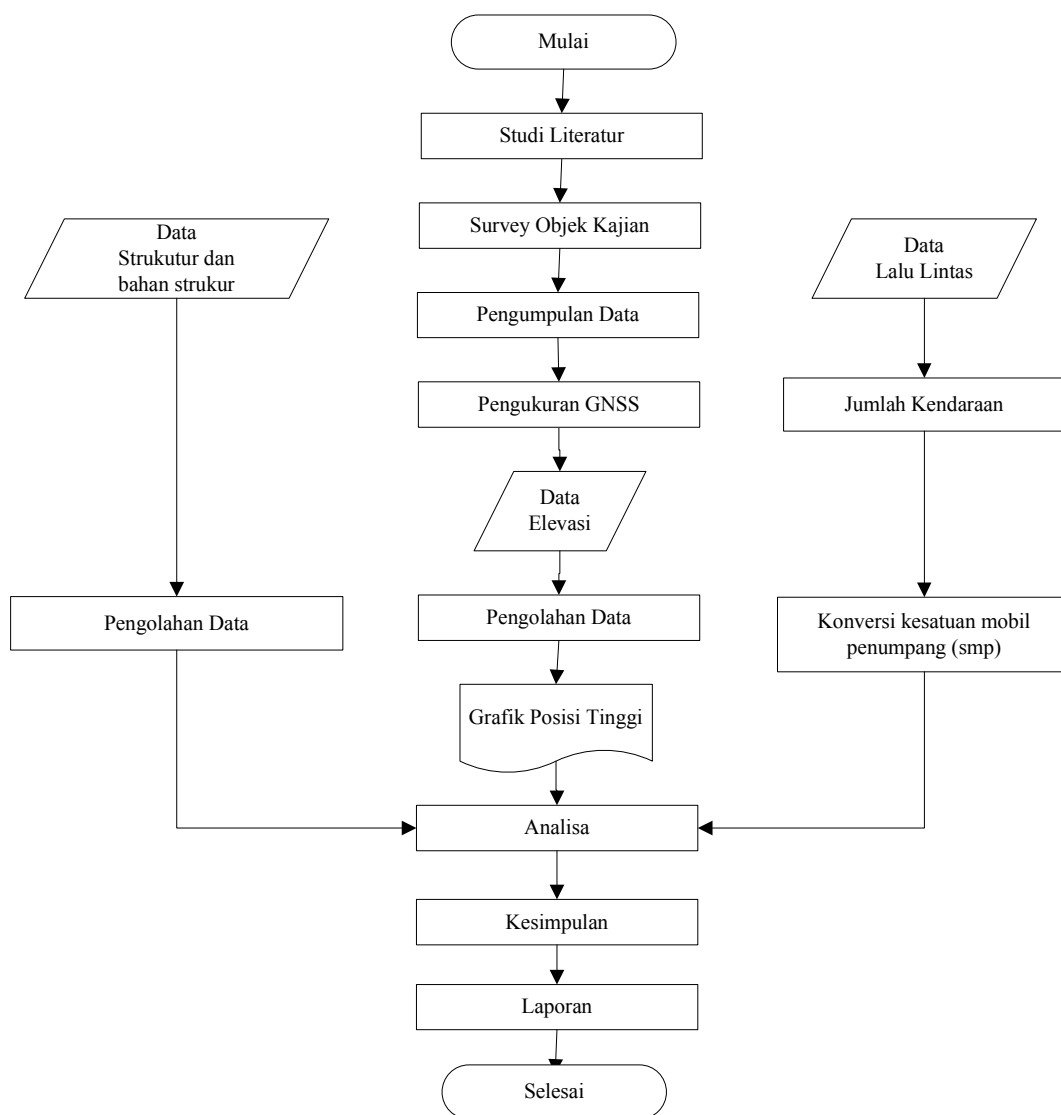 Mulai
Studi Literatur
Survey Objek Kajian
Data
Strukutur dan
bahan strukur
Data
Lalu Lintas
Pengumpulan Data
Pengukuran GNSS
Jumlah Kendaraan
Data
Elevasi
Pengolahan Data
Pengolahan Data
Konversi kesatuan mobil
penumpang (smp)
Grafik Posisi Tinggi
Analisa
Kesimpulan
Laporan
Selesai